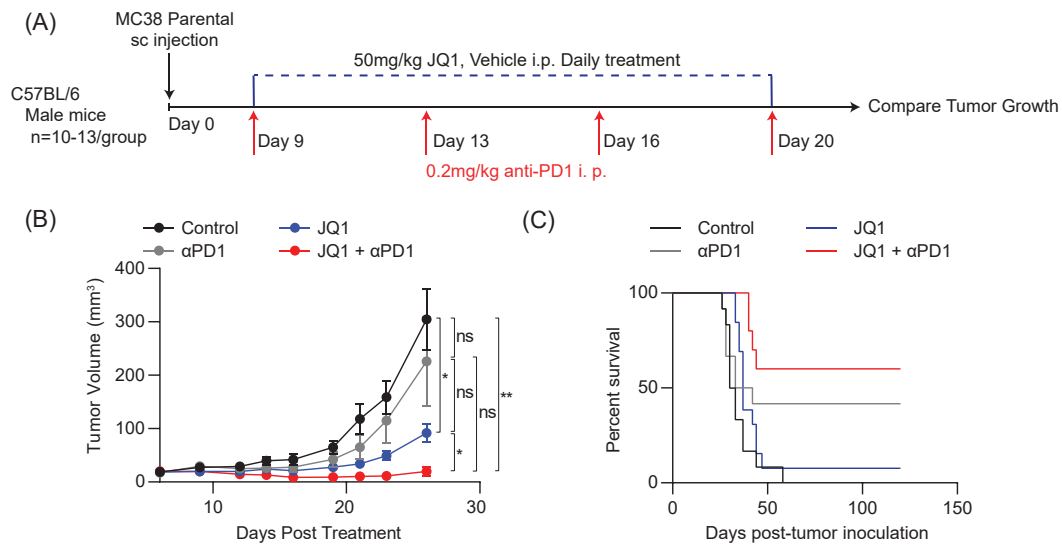 (A)
MC38 Parental
sc injection
50mg/kg JQ1, Vehicle i.p. Daily treatment
C57BL/6
Male mice
n=10-13/group
Day 0
Day 9
Day 13
Day 16
Day 20
Compare Tumor Growth
0.2mg/kg anti-PD1 i. p.
(B)
Control
JQ1
αPD1
JQ1 + αPD1
Tumor Volume (mm³)
400
300
200
100
0
10
20
30
Days Post Treatment
*
ns
ns
*
ns
**
(C)
Control
JQ1
αPD1
JQ1 + αPD1
Percent survival
100
50
0
0
50
100
150
Days post-tumor inoculation